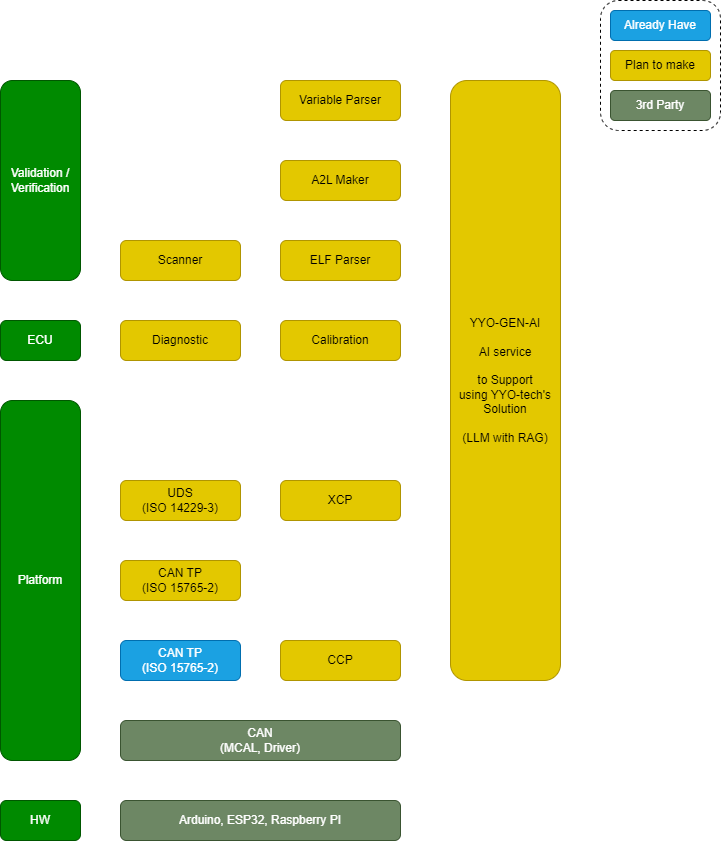 Already Have
Plan to make
3rd Party
Validation /
Verification
Variable Parser
A2L Maker
Scanner
ELF Parser
ECU
Diagnostic
Calibration
YYO-GEN-AI
AI service
to Support
using YYO-tech's
Solution
(LLM with RAG)
Platform
UDS
(ISO 14229-3)
XCP
CAN TP
(ISO 15765-2)
CAN TP
(ISO 15765-2)
CCP
CAN
(MCAL, Driver)
HW
Arduino, ESP32, Raspberry PI